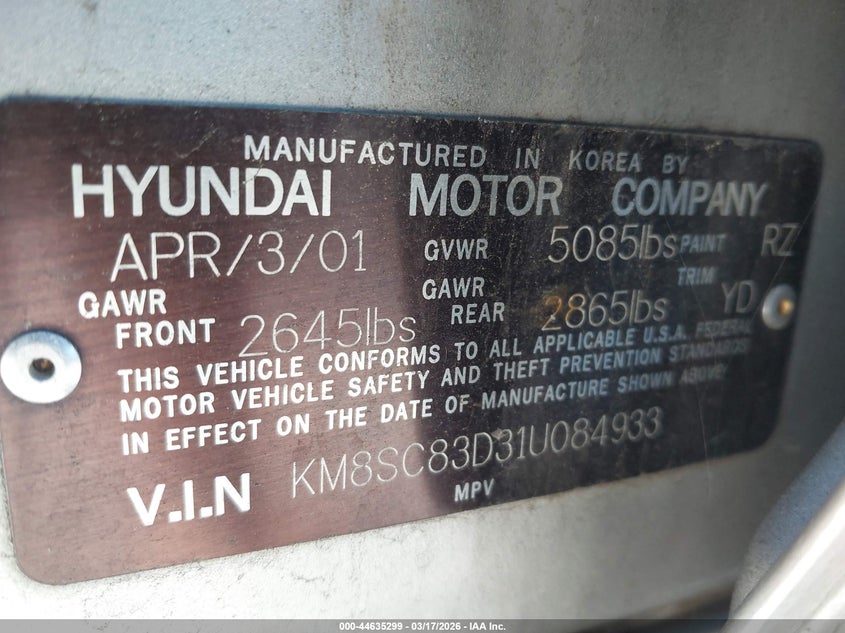 MANUFACTURED IN KOREA BY
HYUNDAI MOTOR COMPANY
APR/3/01 GVWR 5085lbs PAINT RZ
GAWR FRONT 2645lbs GAWR REAR 2865lbs TRIM YD
THIS VEHICLE CONFORMS TO ALL APPLICABLE U.S.A. FEDERAL
MOTOR VEHICLE SAFETY AND THEFT PREVENTION STANDARDS
IN EFFECT ON THE DATE OF MANUFACTURE SHOWN ABOVE/
V.I.N KM8SC83D31U084933
MPV
000-44635299 - 03/17/2026 - IAA Inc.